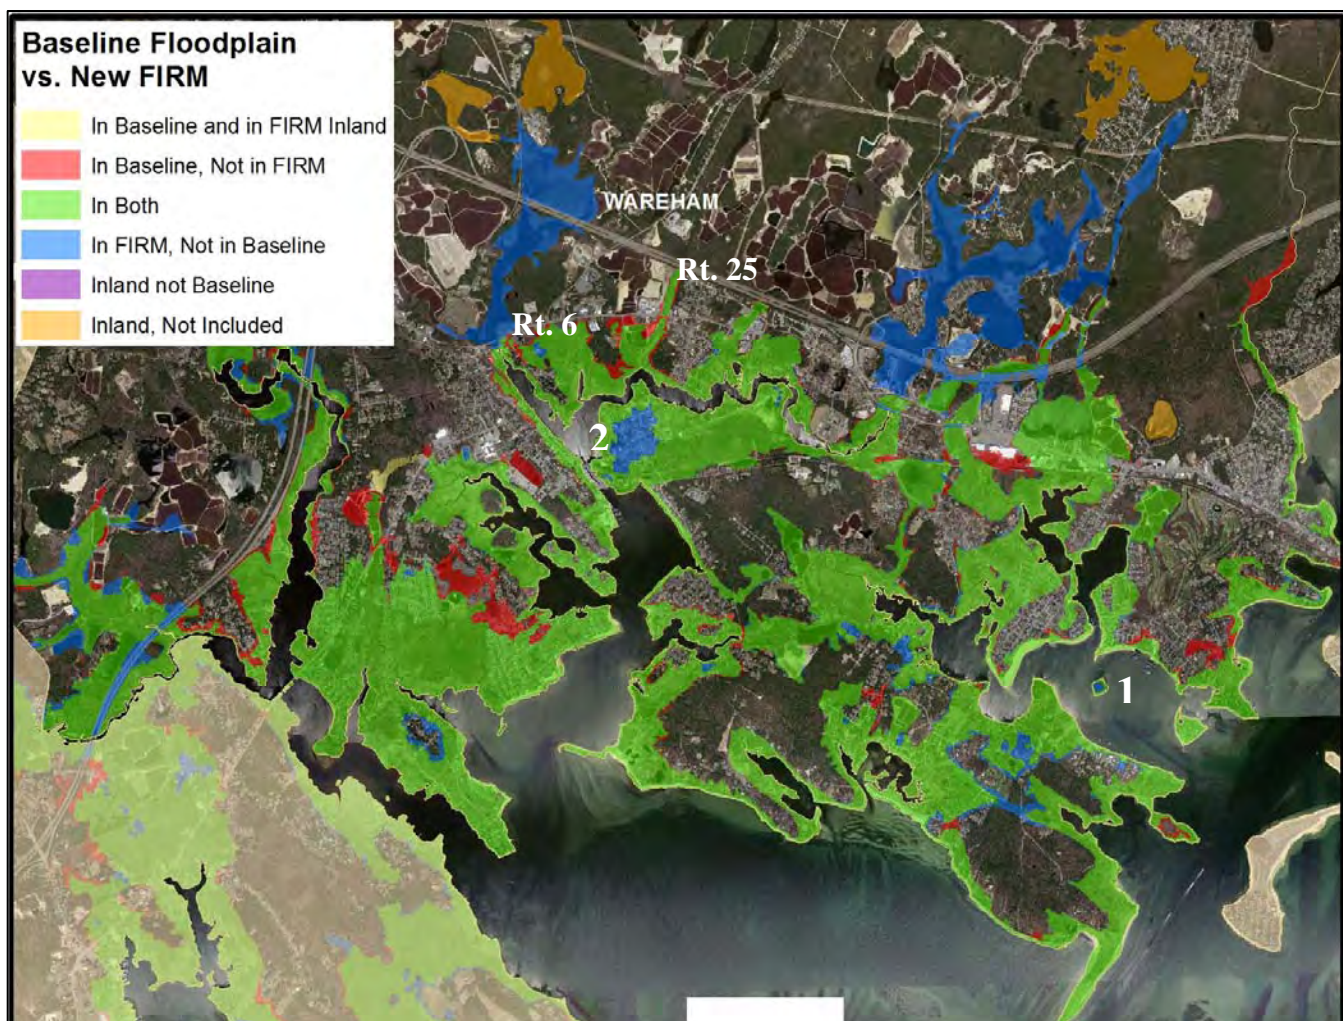 Baseline Floodplain
vs. New FIRM
In Baseline and in FIRM Inland
In Baseline, Not in FIRM
In Both
In FIRM, Not in Baseline
Inland not Baseline
Inland, Not Included
WAREHAM
Rt. 25
Rt. 6
2
1